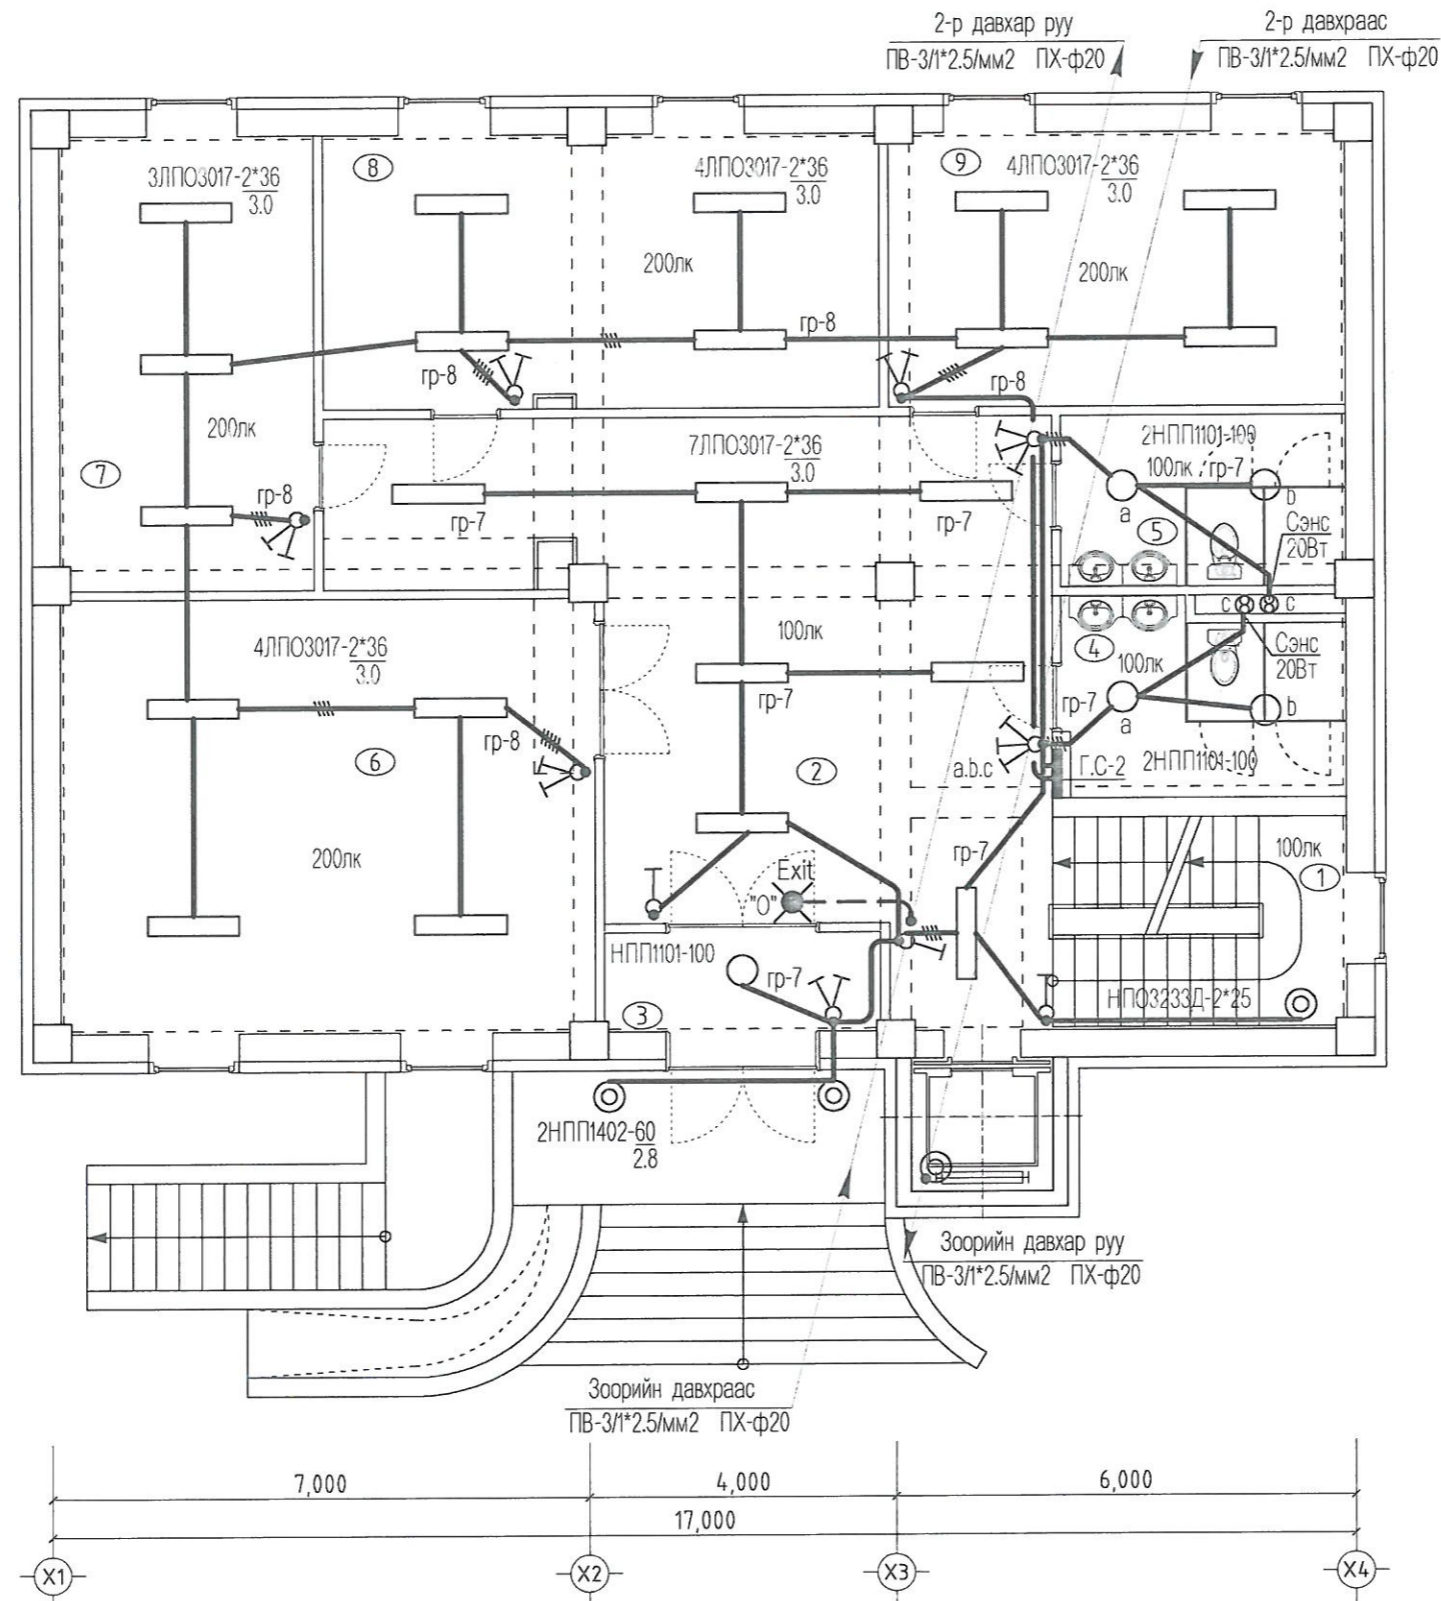 2-р давхар руу
ПВ-3/1*2.5/мм2 ПХ-ф20
2-р давхраас
ПВ-3/1*2.5/мм2 ПХ-ф20
3ЛПО3017-2*36
3.0
8
4ЛПО3017-2*36
3.0
9
4ЛПО3017-2*36
3.0
200лк
200лк
гр-8
гр-8
гр-8
200лк
7
гр-8
7ЛПО3017-2*36
3.0
гр-7
гр-7
2НПП1101-100
100лк гр-7
a
b
5
Сэнс
20Вт
c
c
4ЛПО3017-2*36
3.0
100лк
гр-7
4
100лк
Сэнс
20Вт
гр-7
a
b
гр-8
6
2
a.b.c
Г.С-2
2НПП1101-100
200лк
гр-7
100лк
1
Exit
"О"
НПП1101-100
гр-7
3
НПО3233Д-2*25
2НПП1402-60
2.8
Зоорийн давхар руу
ПВ-3/1*2.5/мм2 ПХ-ф20
Зоорийн давхраас
ПВ-3/1*2.5/мм2 ПХ-ф20
7,000
4,000
6,000
17,000
X1
X2
X3
X4